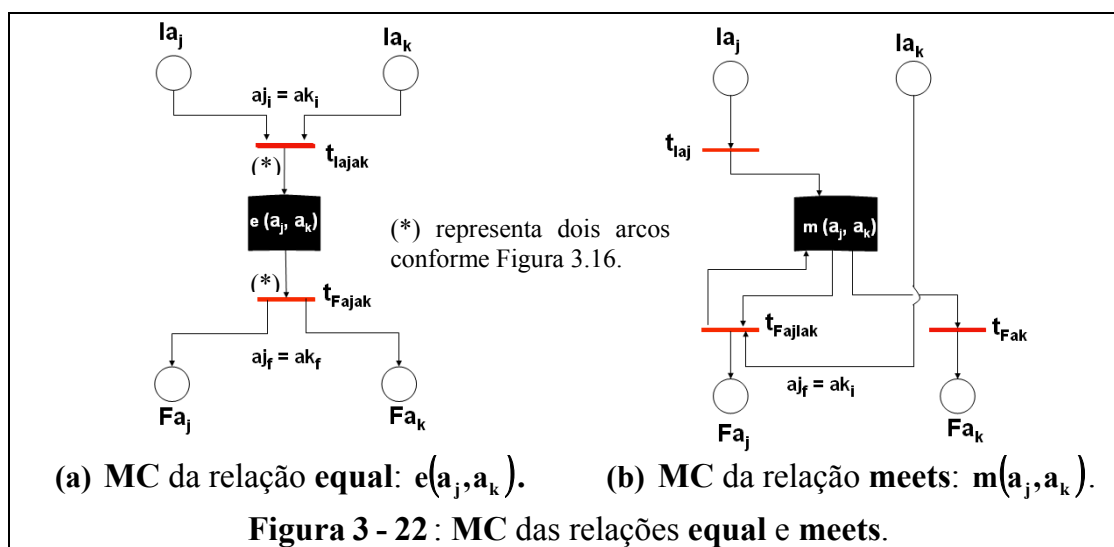 Ia_j
Ia_k
aj_i = ak_i
t_Iajak
(*)
e (a_j, a_k)
(*)
t_Fajak
aj_f = ak_f
Fa_j
Fa_k
(*) representa dois arcos
conforme Figura 3.16.
Ia_j
Ia_k
t_Iaj
m (a_j, a_k)
t_FajIak
t_Fak
aj_f = ak_i
Fa_j
Fa_k
(a) MC da relação equal: e(a_j,a_k).
(b) MC da relação meets: m(a_j,a_k).
Figura 3 - 22 : MC das relações equal e meets.